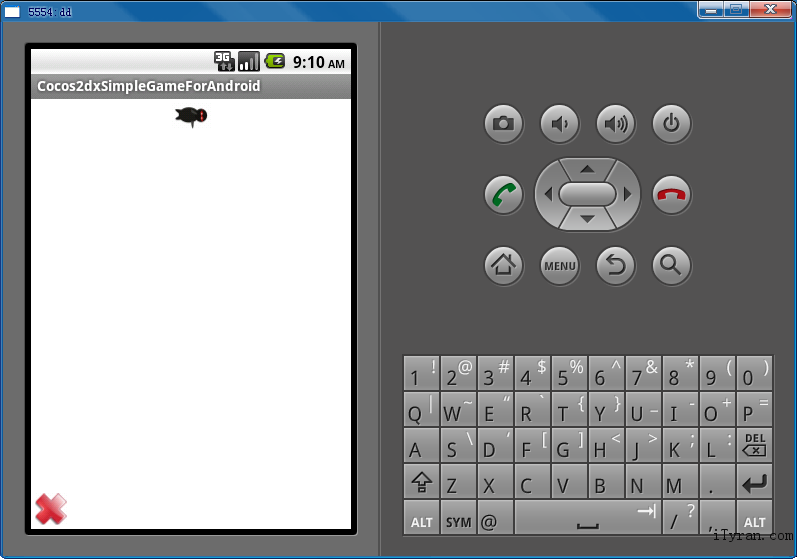 5554:dd
3G 9:10 AM
Cocos2dxSimpleGameForAndroid
MENU
1 ! 2 @ 3 # 4 $ 5 % 6 ^ 7 & 8 * 9 ( 0 )
Q | W ~ E “ R ` T { Y } U _ I - O + P =
A S \ D ‘ F [ G ] H < J > K ; L : DEL
Z X C V B N M .
ALT SYM @ / ? , ALT
iTyran.com